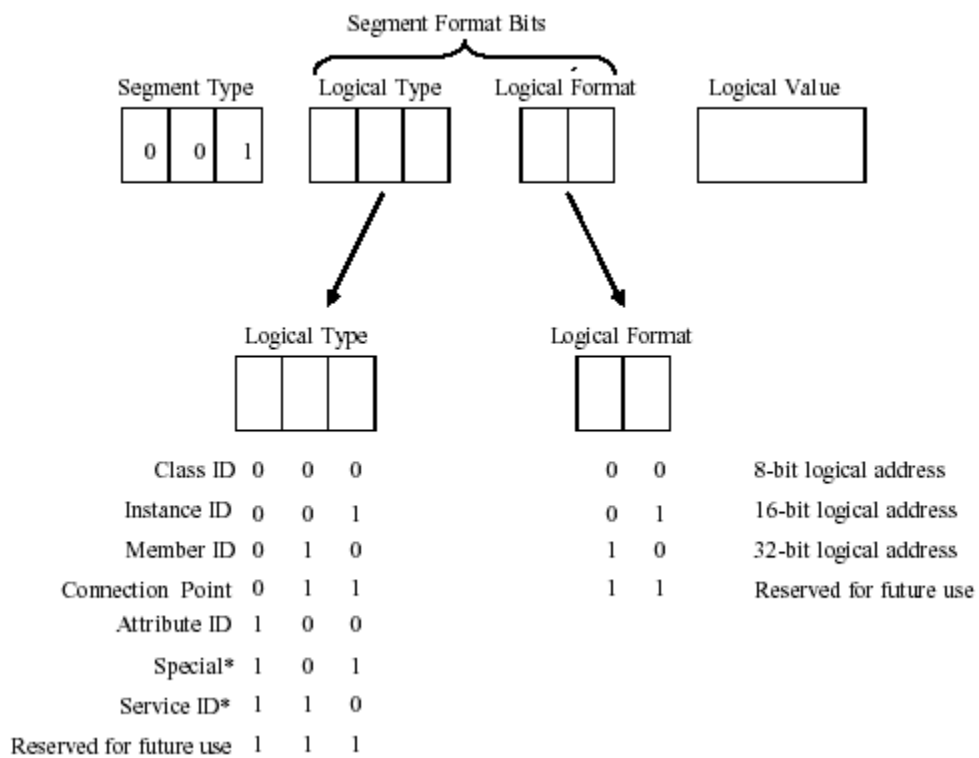 Segment Format Bits
Segment Type Logical Type Logical Format Logical Value
0 0 1
Logical Type Logical Format
Class ID 0 0 0 0 0 8-bit logical address
Instance ID 0 0 1 0 1 16-bit logical address
Member ID 0 1 0 1 0 32-bit logical address
Connection Point 0 1 1 1 1 Reserved for future use
Attribute ID 1 0 0
Special* 1 0 1
Service ID* 1 1 0
Reserved for future use 1 1 1